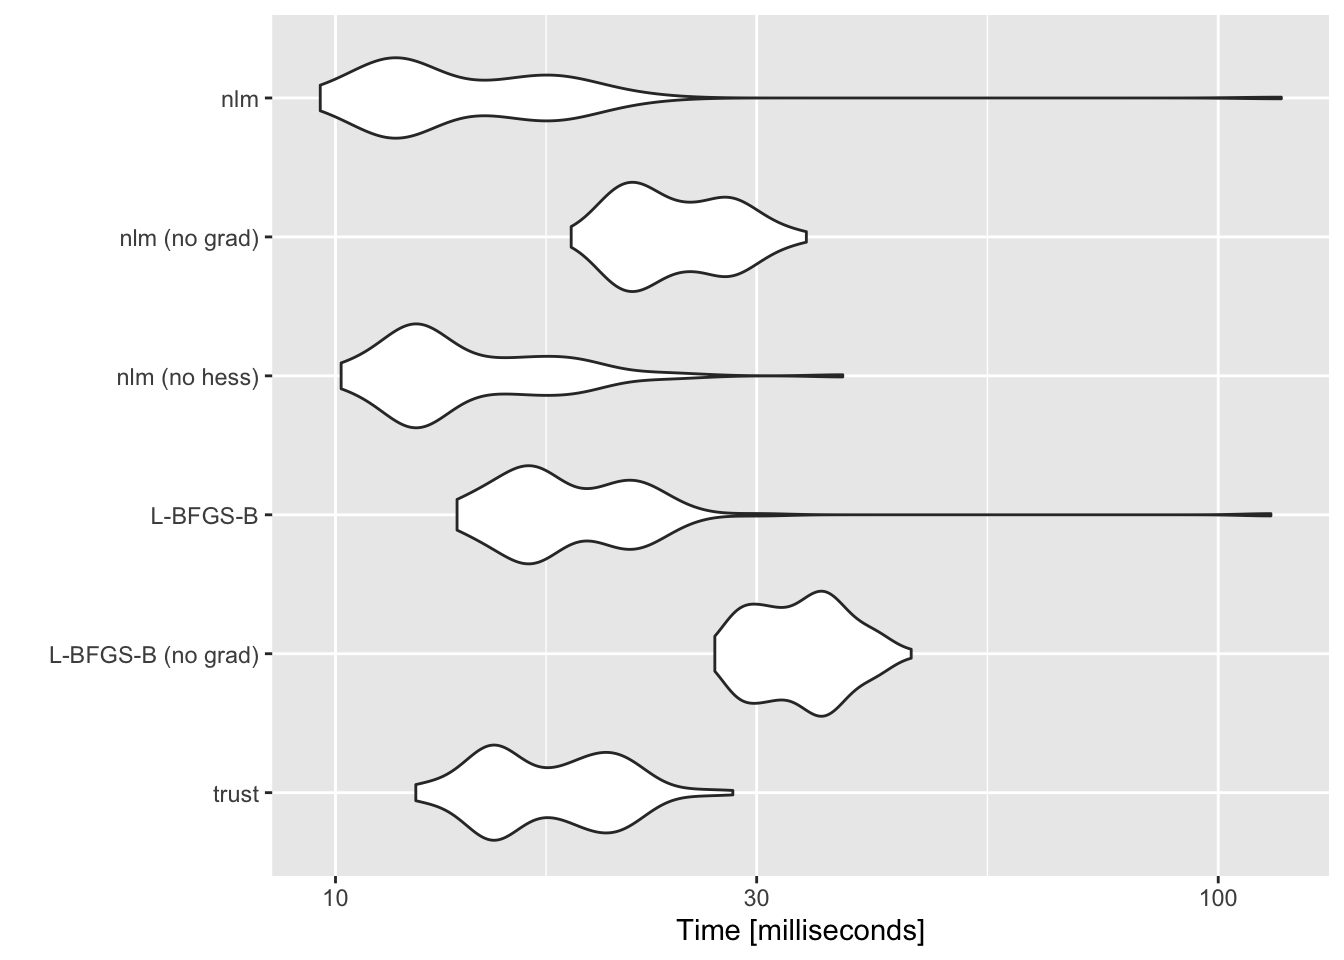 nlm
nlm (no grad)
nlm (no hess)
L-BFGS-B
L-BFGS-B (no grad)
trust
10 30 100
Time [milliseconds]